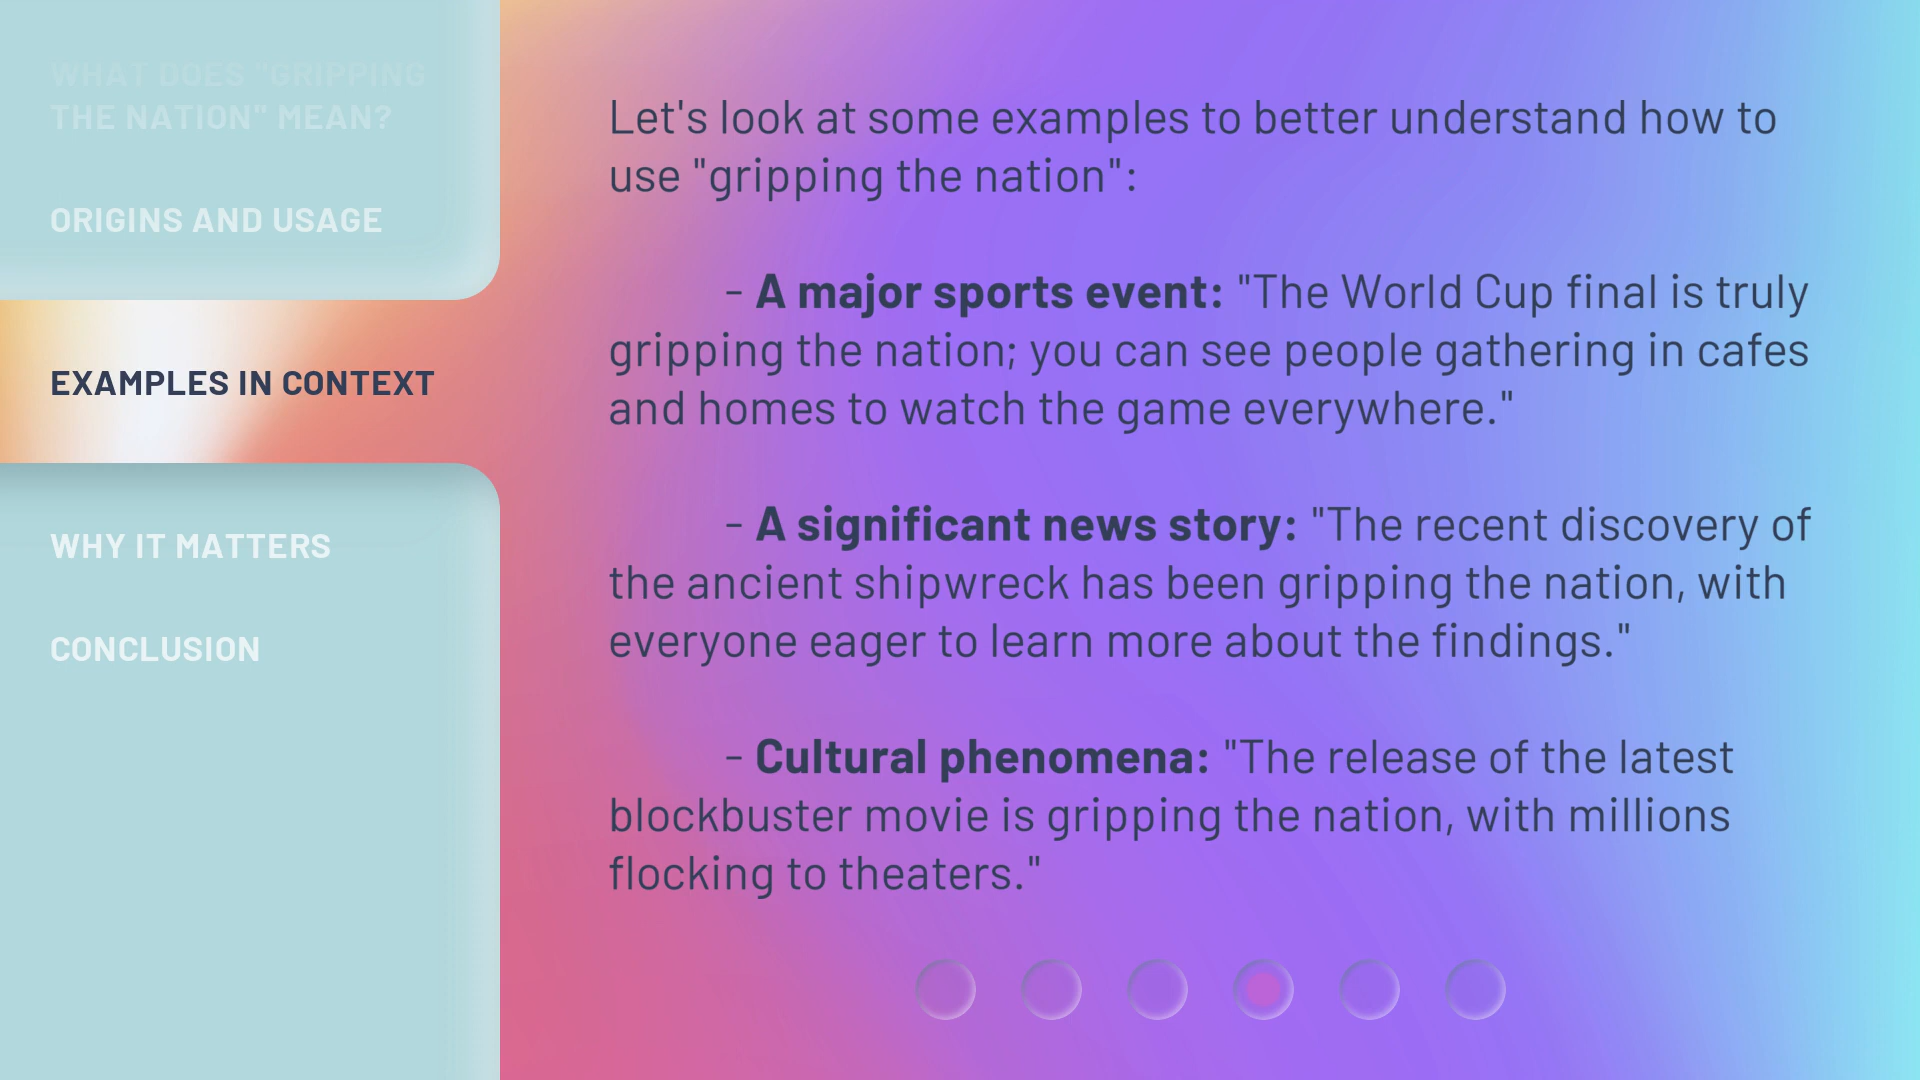 WHAT DOES "GRIPPING
THE NATION" MEAN?
ORIGINS AND USAGE
EXAMPLES IN CONTEXT
WHY IT MATTERS
CONCLUSION
Let's look at some examples to better understand how to
use "gripping the nation":
- A major sports event: "The World Cup final is truly
gripping the nation; you can see people gathering in cafes
and homes to watch the game everywhere."
- A significant news story: "The recent discovery of
the ancient shipwreck has been gripping the nation, with
everyone eager to learn more about the findings."
- Cultural phenomena: "The release of the latest
blockbuster movie is gripping the nation, with millions
flocking to theaters."